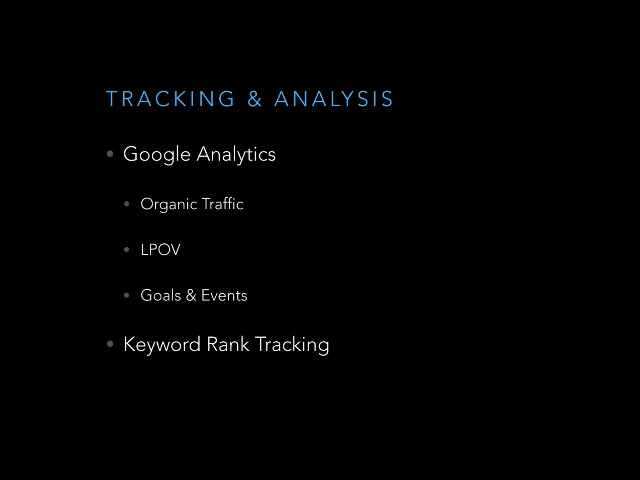 TRACKING & ANALYSIS
• Google Analytics
• Organic Traffic
• LPOV
• Goals & Events
• Keyword Rank Tracking